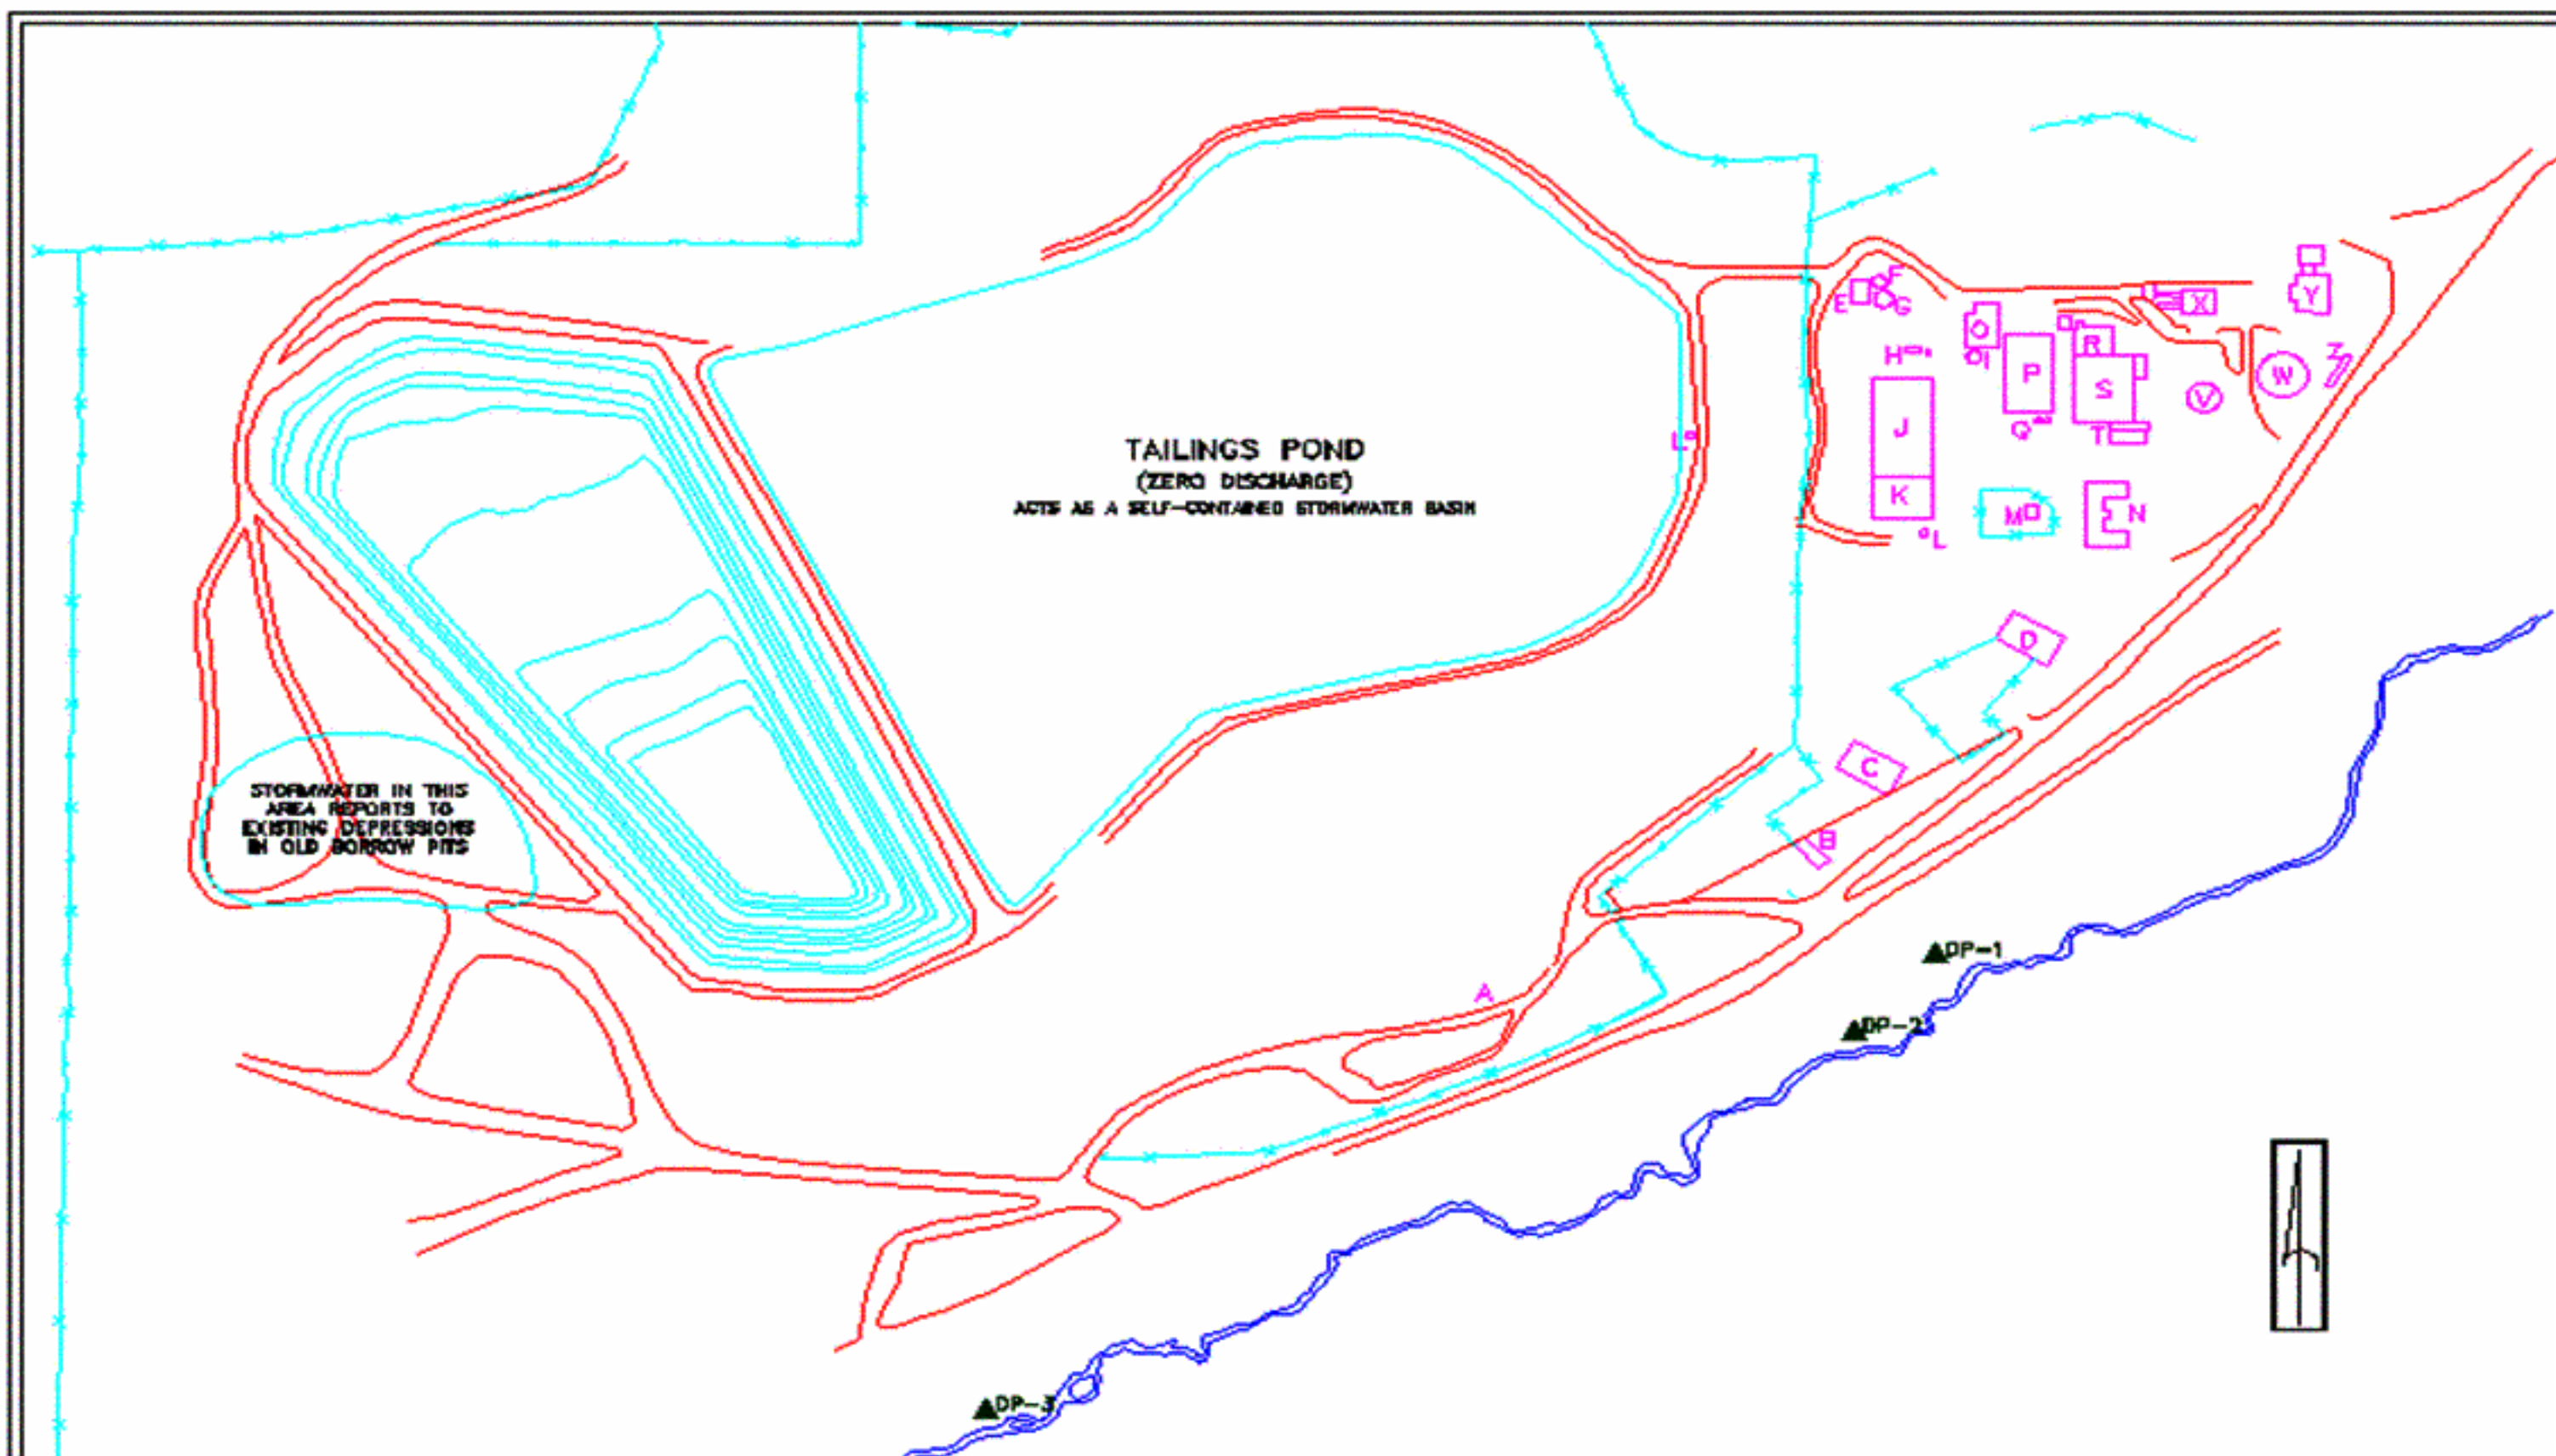 F
E
G
X
Y
O
H
I
R
P
Z
S
W
V
J
Q
T
TAILINGS POND
L
(ZERO DISCHARGE)
ACTS AS A SELF-CONTAINED STORMWATER BASIN
K
M
N
L
D
C
STORMWATER IN THIS
AREA REPORTS TO
EXISTING DEPRESSIONS
IN OLD BORROW PITS
B
DP-1
A
DP-2
DP-3